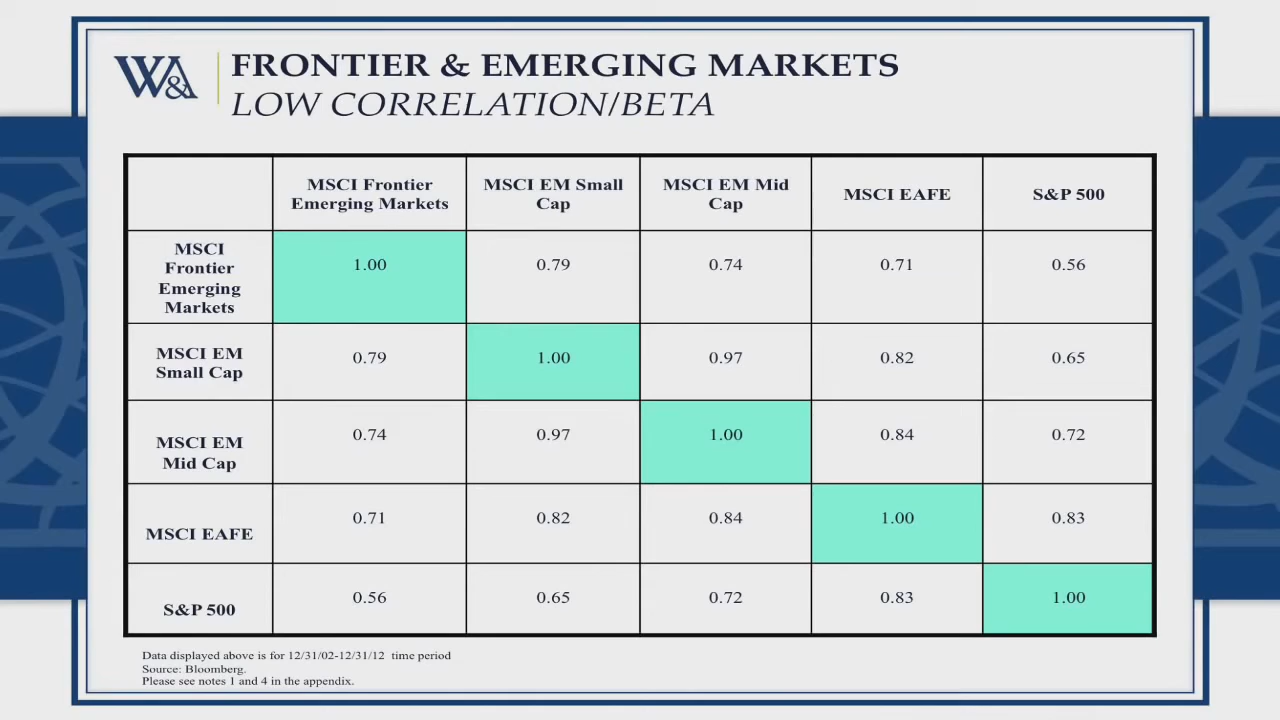 W&
FRONTIER & EMERGING MARKETS
LOW CORRELATION/BETA
MSCI Frontier
Emerging Markets
MSCI EM Small
Cap
MSCI EM Mid
Cap
MSCI EAFE
S&P 500
MSCI
Frontier
Emerging
Markets
1.00
0.79
0.74
0.71
0.56
MSCI EM
Small Cap
0.79
1.00
0.97
0.82
0.65
MSCI EM
Mid Cap
0.74
0.97
1.00
0.84
0.72
MSCI EAFE
0.71
0.82
0.84
1.00
0.83
S&P 500
0.56
0.65
0.72
0.83
1.00
Data displayed above is for 12/31/02-12/31/12 time period
Source: Bloomberg.
Please see notes 1 and 4 in the appendix.